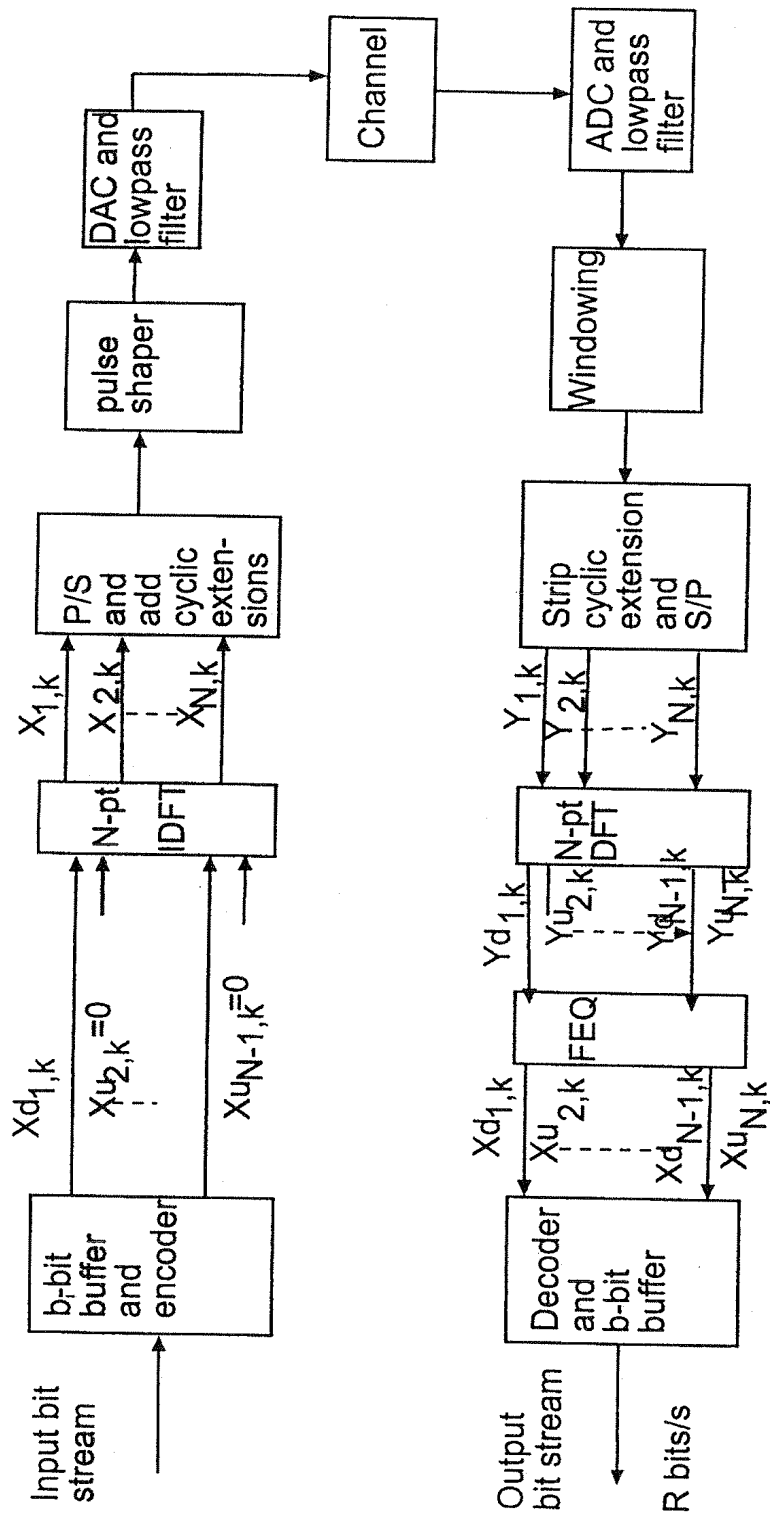 Input bit
stream
b-bit
buffer
and
encoder
Xd1,k
Xu2,k=0
XuN-1,k=0
N-pt
IDFT
X1,k
X2,k
XN,k
P/S
and
add
cyclic
exten-
sions
pulse
shaper
DAC and
lowpass
filter
Channel
ADC and
lowpass
filter
Windowing
Strip
cyclic
extension
and
S/P
Y1,k
Y2,k
YN,k
N-pt
DFT
Yd1,k
Yu2,k
YdN-1,k
YuN,k
FEQ
Xd1,k
Xu2,k
XdN-1,k
XuN,k
Decoder
and
b-bit
buffer
Output
bit stream
R bits/s